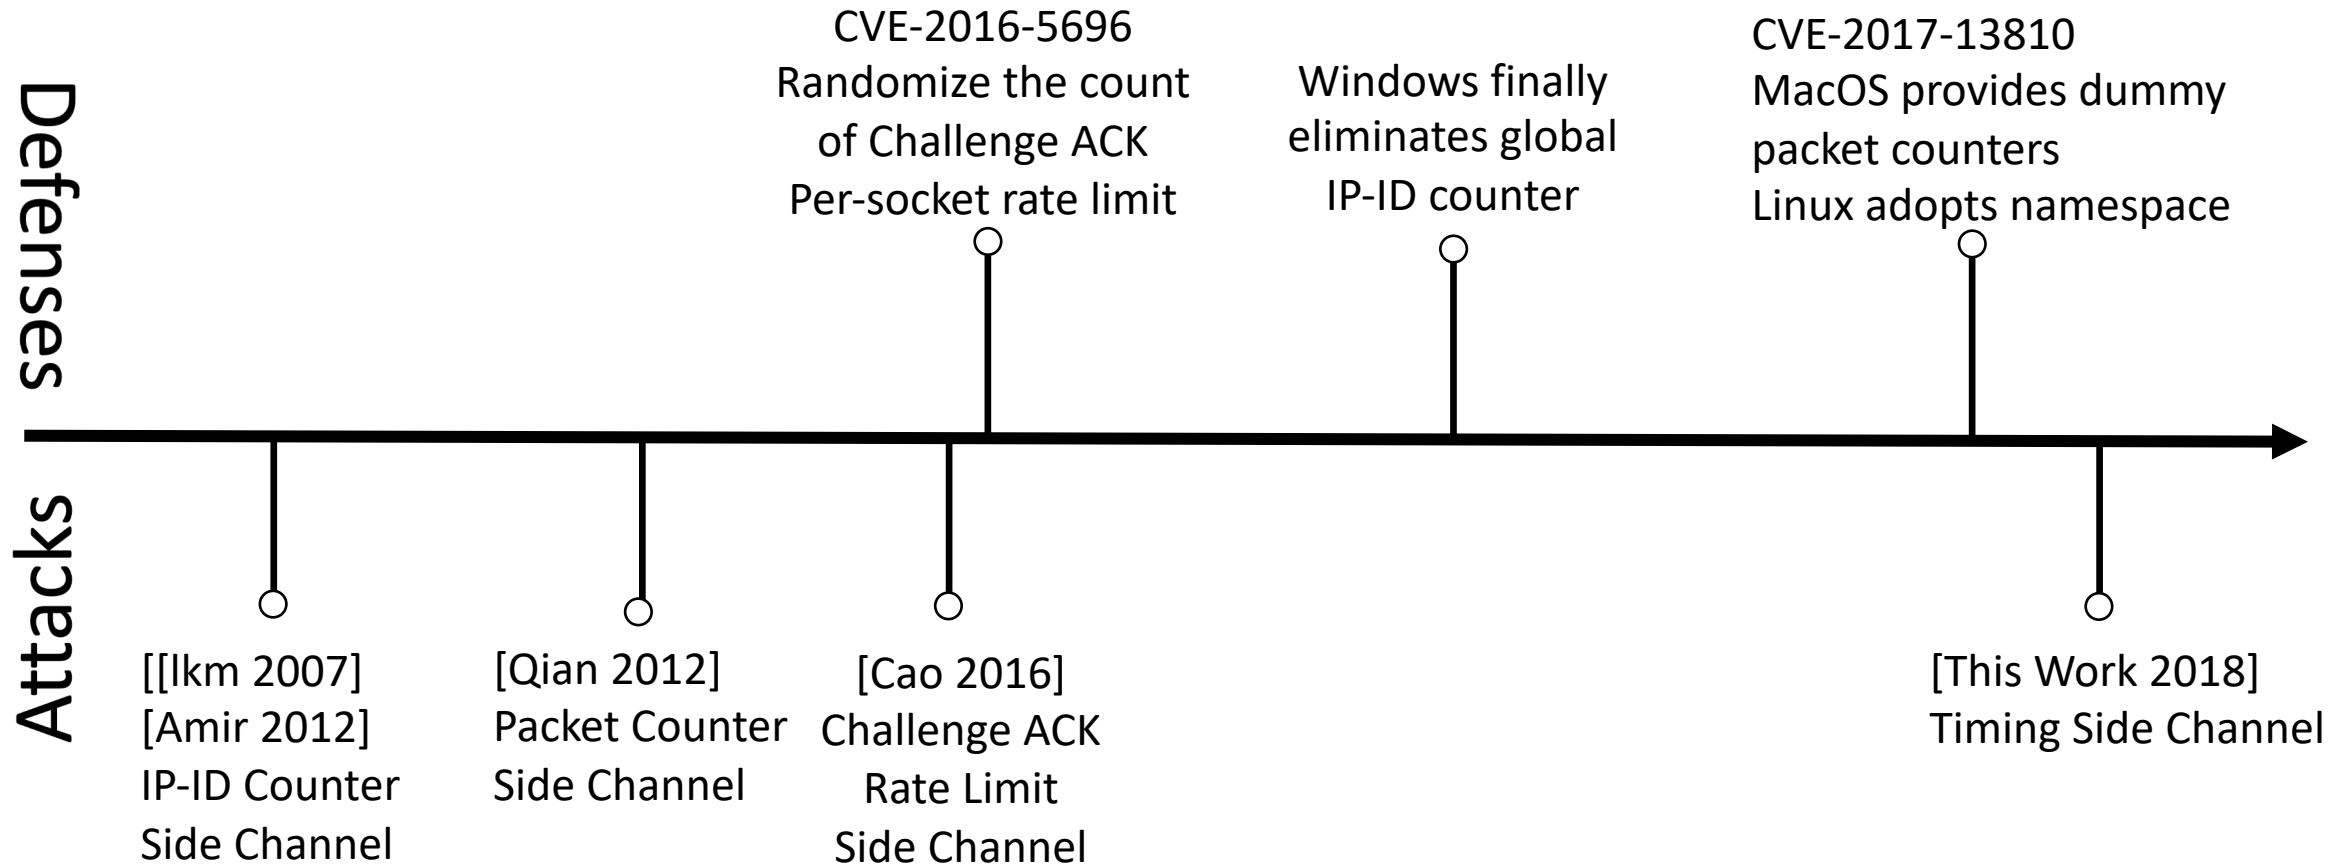 Defenses
CVE-2016-5696
Randomize the count
of Challenge ACK
Per-socket rate limit
Windows finally
eliminates global
IP-ID counter
CVE-2017-13810
MacOS provides dummy
packet counters
Linux adopts namespace
Attacks
[[lkm 2007]
[Amir 2012]
IP-ID Counter
Side Channel
[Qian 2012]
Packet Counter
Side Channel
[Cao 2016]
Challenge ACK
Rate Limit
Side Channel
[This Work 2018]
Timing Side Channel